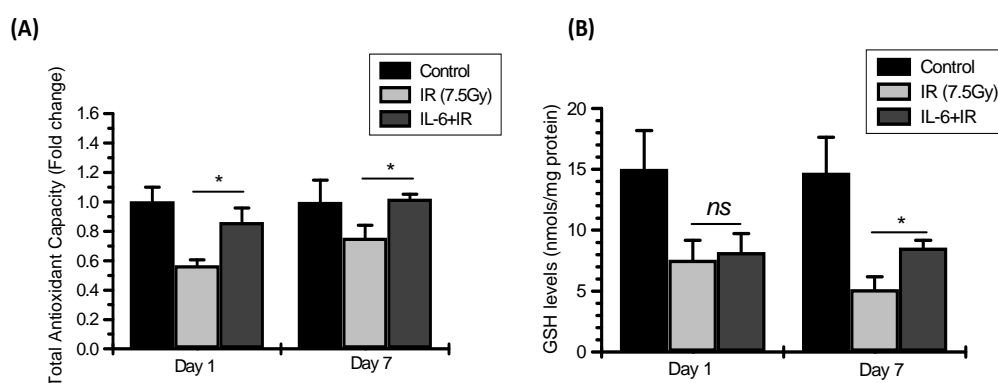 (A)
Total Antioxidant Capacity (Fold change)
Control
IR (7.5Gy)
IL-6+IR
1.6
1.4
1.2
1.0
0.8
0.6
0.4
0.2
0.0
*
*
Day 1
Day 7
(B)
GSH levels (nmols/mg protein)
Control
IR (7.5Gy)
IL-6+IR
20
15
10
5
0
ns
*
Day 1
Day 7